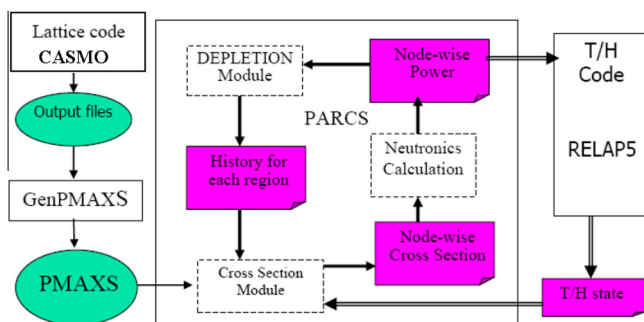 Lattice code
CASMO
Output files
GenPMAXS
PMAXS
DEPLETION
Module
Node-wise
Power
PARCS
History for
each region
Neutronics
Calculation
Cross Section
Module
Node-wise
Cross Section
T/H
Code
RELAP5
T/H state